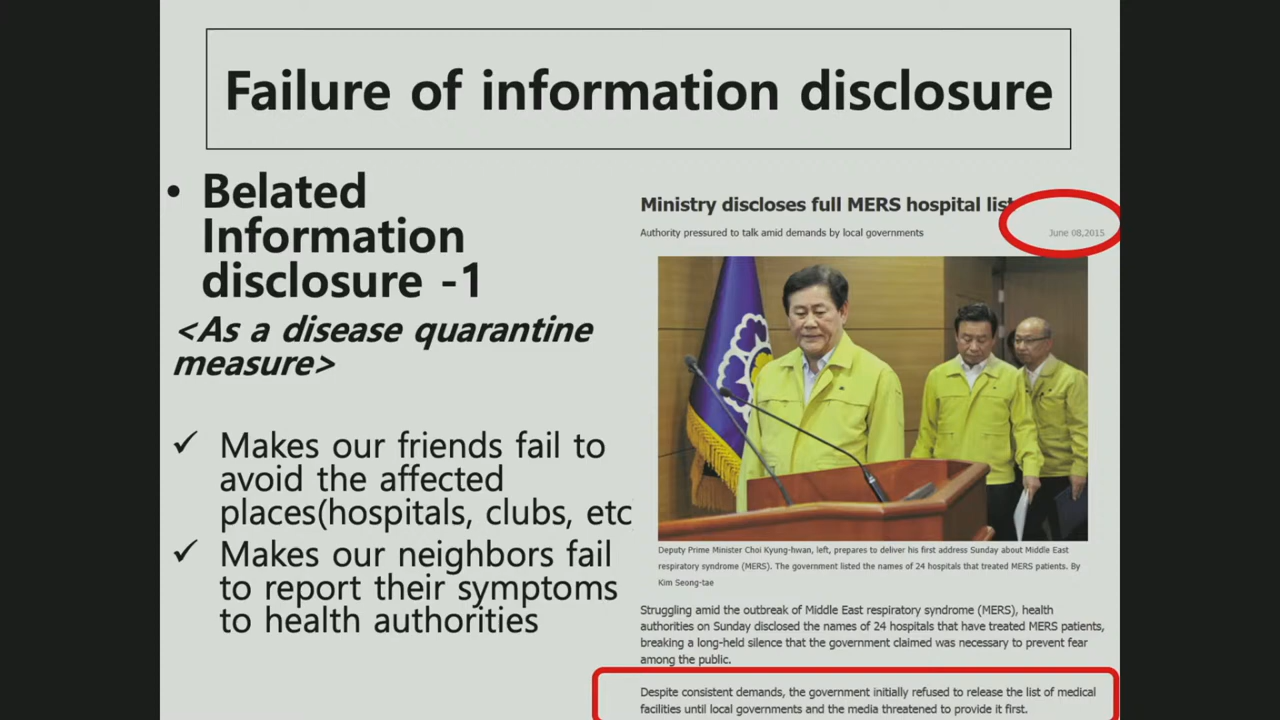 Failure of information disclosure
• Belated
Information
disclosure -1
<As a disease quarantine
measure>
✓ Makes our friends fail to
avoid the affected
places(hospitals, clubs, etc
✓ Makes our neighbors fail
to report their symptoms
to health authorities
Ministry discloses full MERS hospital list
Authority pressured to talk amid demands by local governments
June 08,2015
Deputy Prime Minister Choi Kyung-hwan, left, prepares to deliver his first address Sunday about Middle East
respiratory syndrome (MERS). The government listed the names of 24 hospitals that treated MERS patients. By
Kim Seong-tae
Struggling amid the outbreak of Middle East respiratory syndrome (MERS), health
authorities on Sunday disclosed the names of 24 hospitals that have treated MERS patients,
breaking a long-held silence that the government claimed was necessary to prevent fear
among the public.
Despite consistent demands, the government initially refused to release the list of medical
facilities until local governments and the media threatened to provide it first.